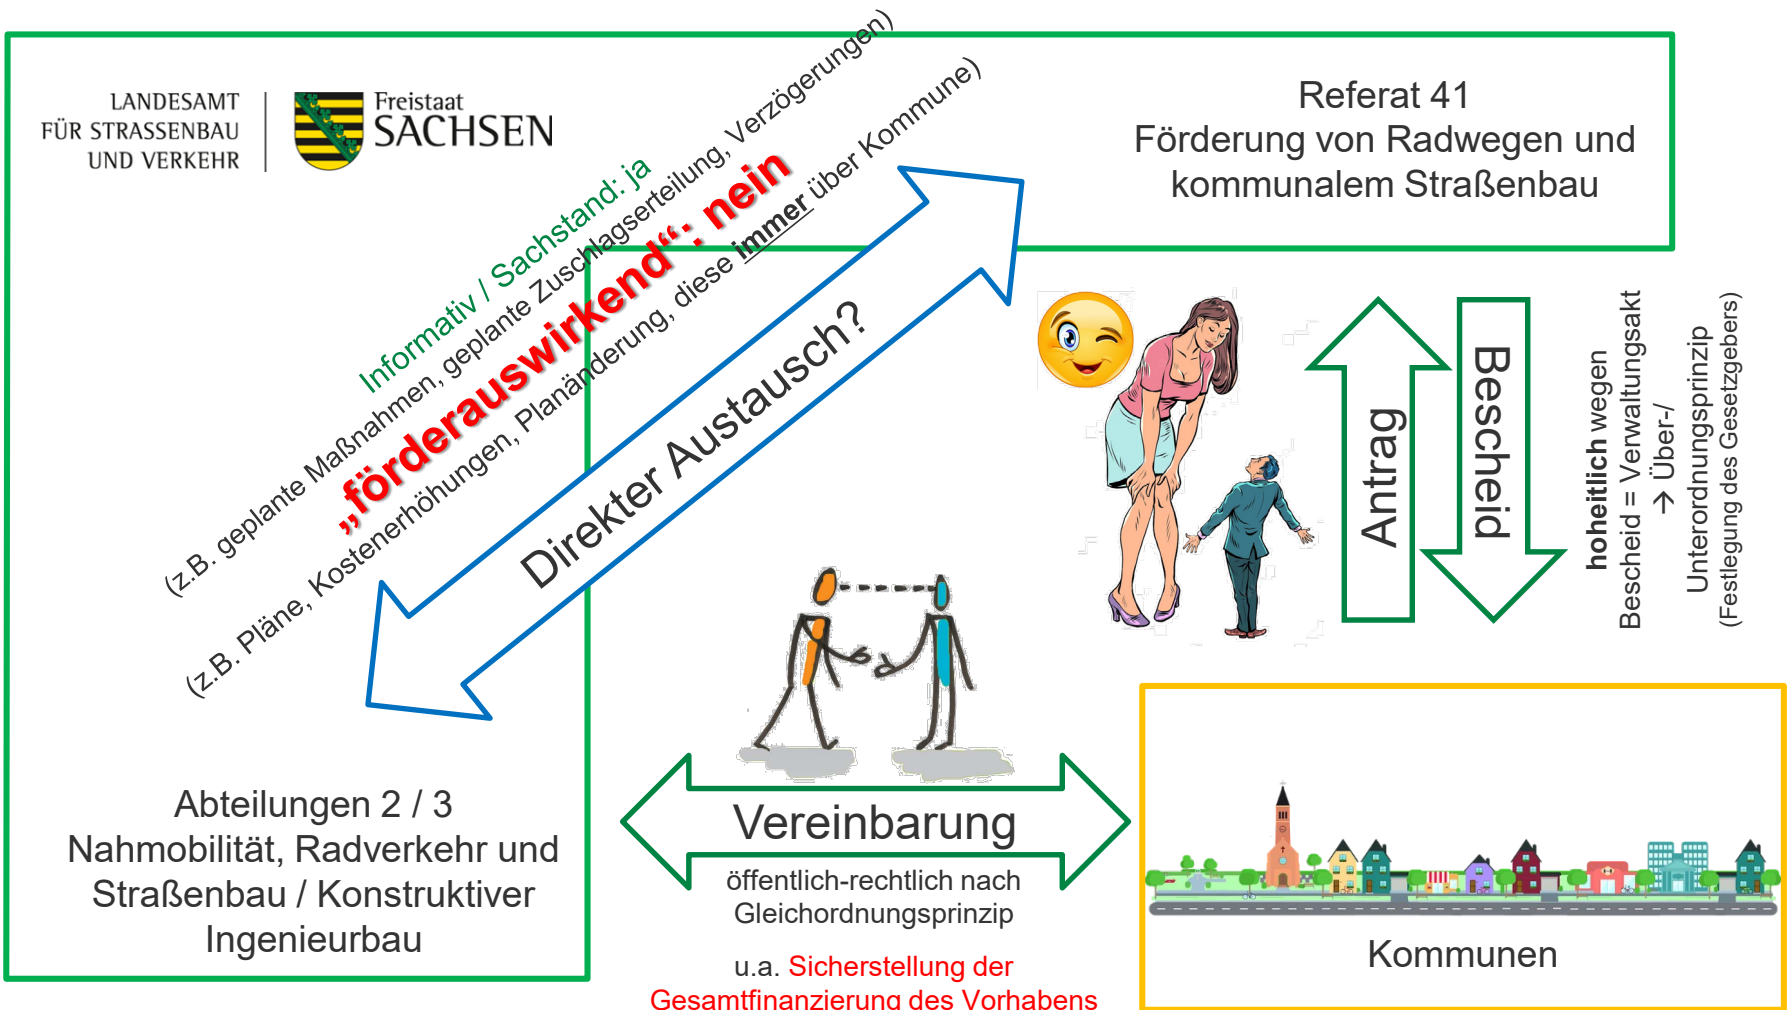 LANDESAMT
FÜR STRASSENBAU
UND VERKEHR
Freistaat
SACHSEN
Referat 41
Förderung von Radwegen und
kommunalem Straßenbau
Informativ / Sachstand: ja
(z.B. geplante Maßnahmen, geplante Zuschlagserteilung, Verzögerungen)
„förderauswirkend“: nein
(z.B. Pläne, Kostenerhöhungen, Planänderung, diese immer über Kommune)
Direkter Austausch?
Antrag
Bescheid
hoheitlich wegen
Bescheid = Verwaltungsakt
→ Über-/
Unterordnungsprinzip
(Festlegung des Gesetzgebers)
Abteilungen 2 / 3
Nahmobilität, Radverkehr und
Straßenbau / Konstruktiver
Ingenieurbau
Vereinbarung
öffentlich-rechtlich nach
Gleichordnungsprinzip
u.a. Sicherstellung der
Gesamtfinanzierung des Vorhabens
Kommunen